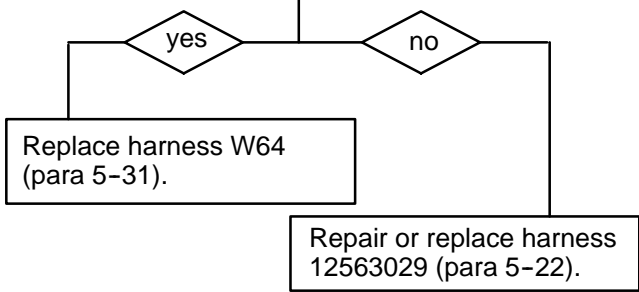 yes
no
Replace harness W64
(para 5-31).
Repair or replace harness
12563029 (para 5-22).